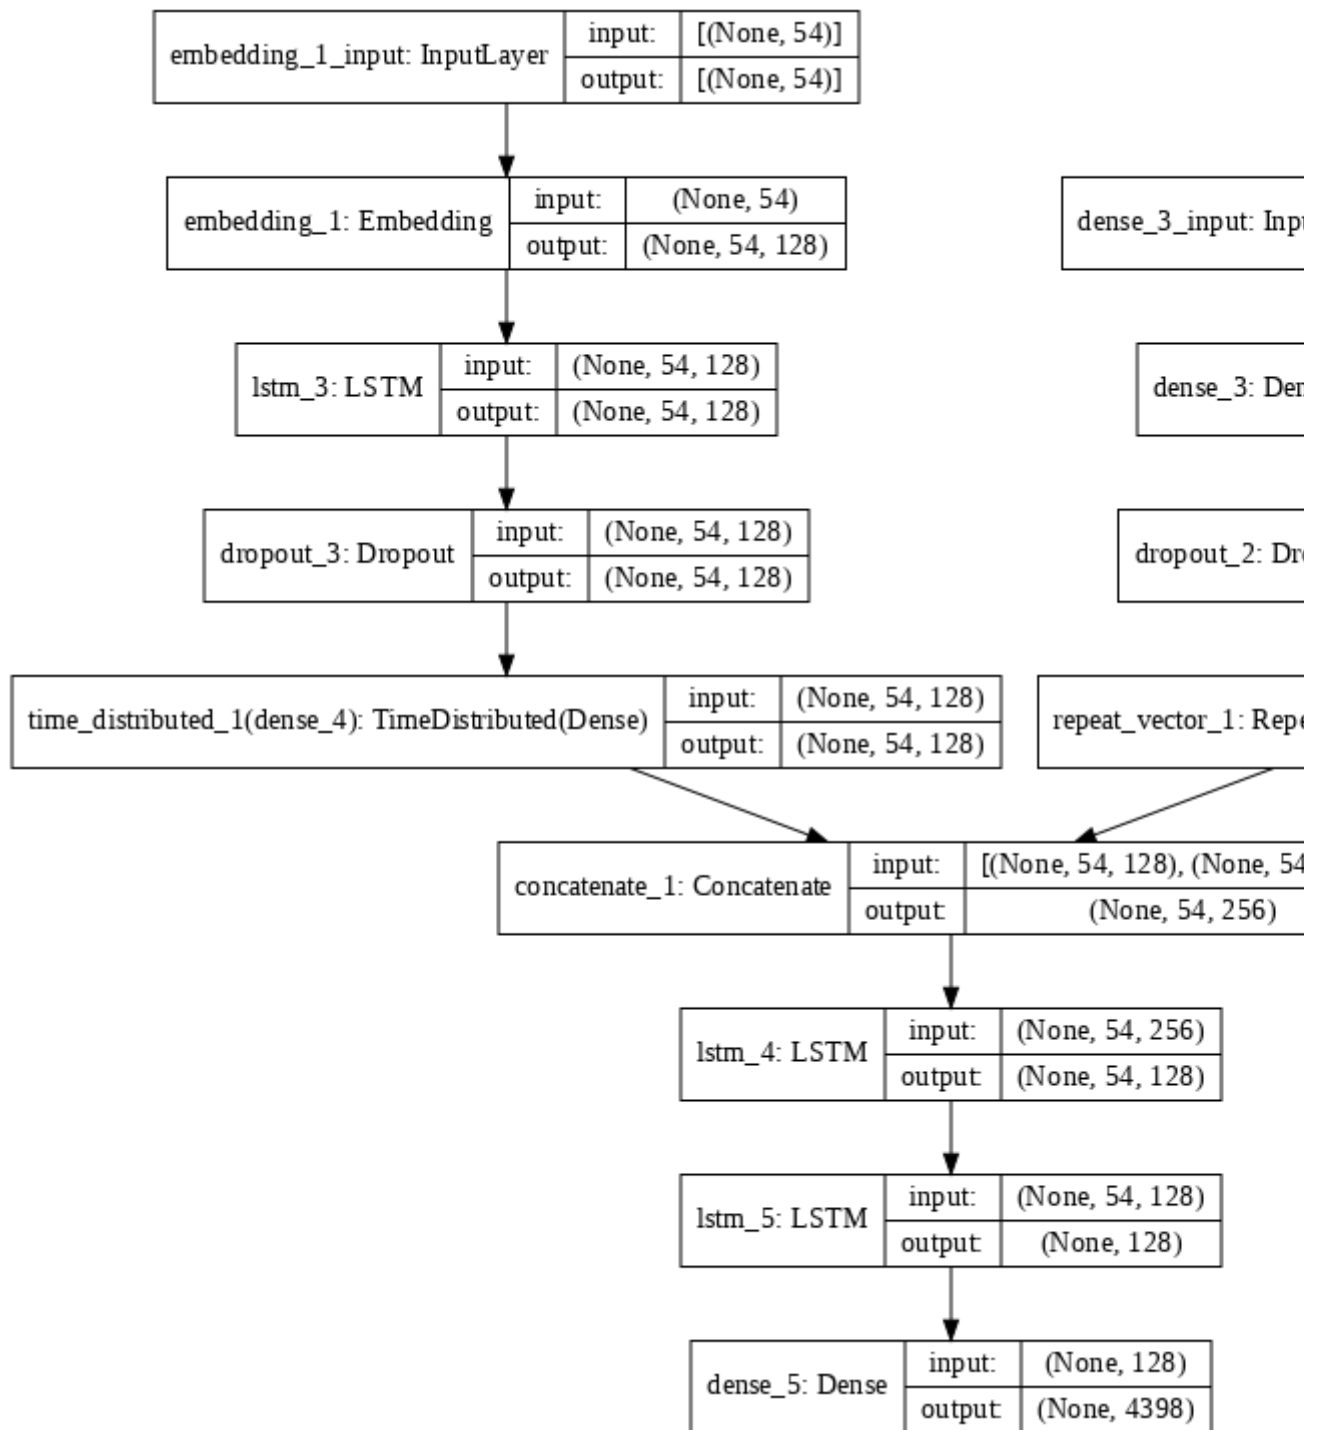 embedding_1_input: InputLayer
input: [(None, 54)]
output: [(None, 54)]
embedding_1: Embedding
input: (None, 54)
output: (None, 54, 128)
dense_3_input:
lstm_3: LSTM
input: (None, 54, 128)
output: (None, 54, 128)
dense_3:
dropout_3: Dropout
input: (None, 54, 128)
output: (None, 54, 128)
dropout_2:
time_distributed_1(dense_4): TimeDistributed(Dense)
input: (None, 54, 128)
output: (None, 54, 128)
repeat_vector_1:
concatenate_1: Concatenate
input: [(None, 54, 128), (None, 54
output: (None, 54, 256)
lstm_4: LSTM
input: (None, 54, 256)
output: (None, 54, 128)
lstm_5: LSTM
input: (None, 54, 128)
output: (None, 128)
dense_5: Dense
input: (None, 128)
output: (None, 4398)